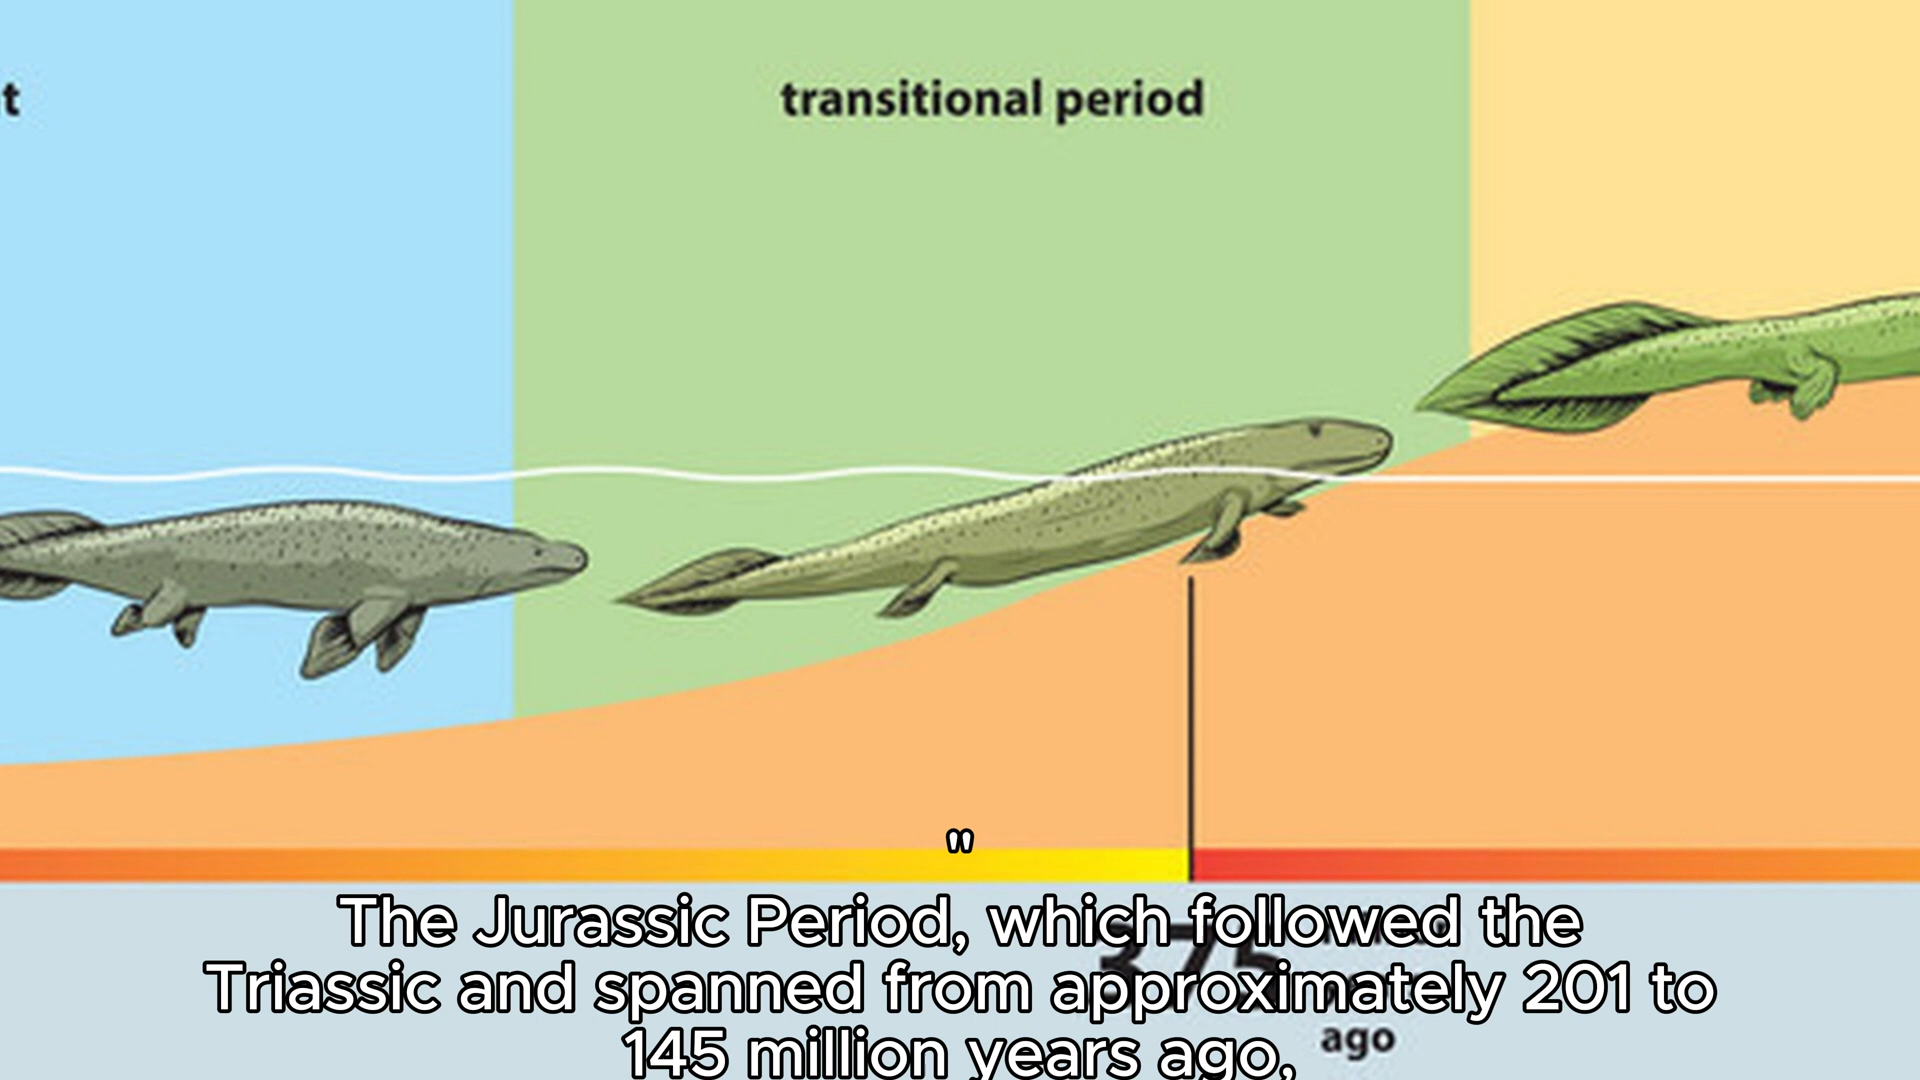 t
transitional period
"
The Jurassic Period, which followed the
Triassic and spanned from approximately 201 to
145 million years ago,
375
ago